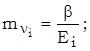 m_{ν_i} = β / E_i ;